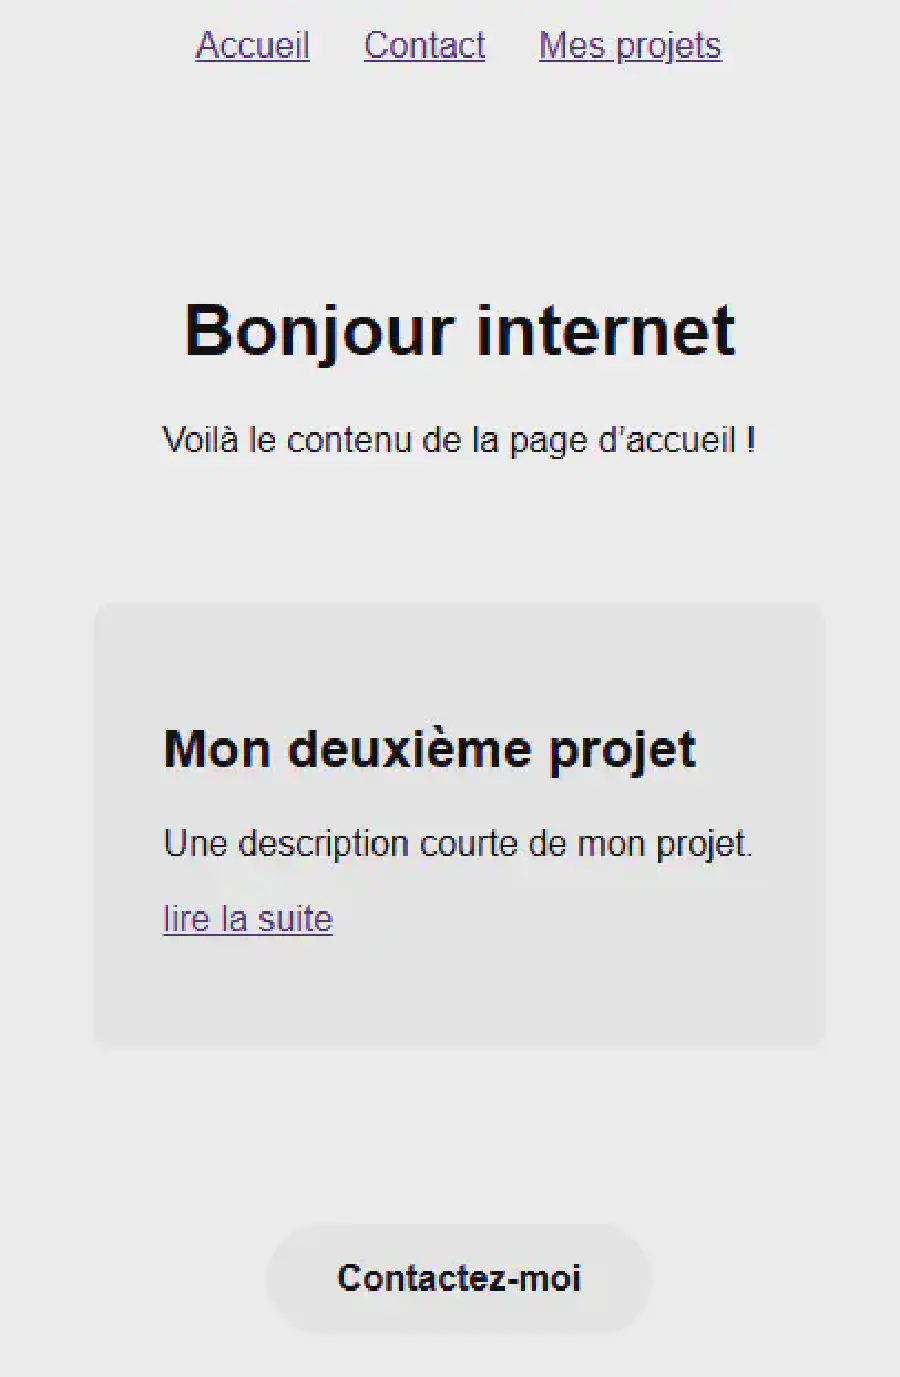 Accueil Contact Mes projets
Bonjour internet
Voilà le contenu de la page d’accueil !
Mon deuxième projet
Une description courte de mon projet.
lire la suite
Contactez-moi